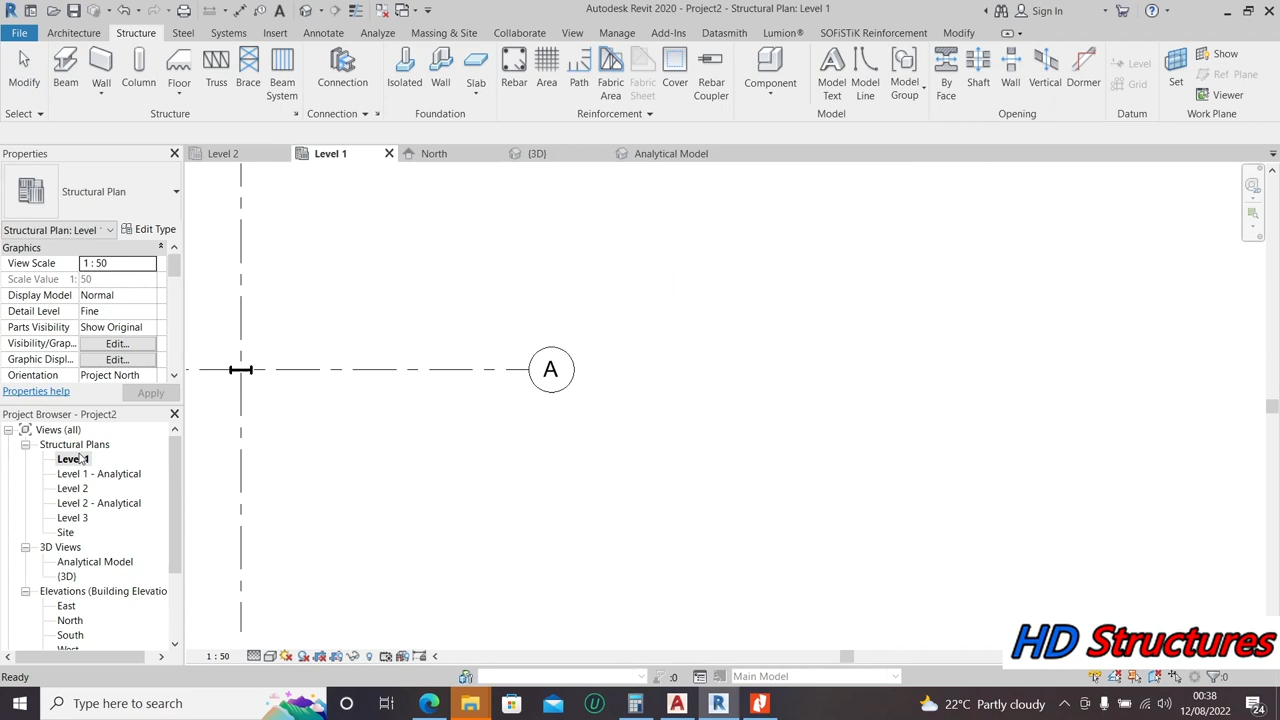 Autodesk Revit 2020 - Project2 - Structural Plan: Level 1
Sign In
File Architecture Structure Steel Systems Insert Annotate Analyze Massing & Site Collaborate View Manage Add-Ins Datasmith Lumion® SOFiSTiK Reinforcement Modify
Modify Beam Wall Column Floor Truss Brace Beam System Connection Isolated Wall Slab Rebar Area Path Fabric Area Fabric Sheet Cover Rebar Coupler Component Model Text Model Line Model Group By Face Shaft Wall Vertical Dormer Level Grid Set Show Ref Plane Viewer
Select Structure Connection Foundation Reinforcement Model Opening Datum Work Plane
Properties
Level 2 Level 1 North {3D} Analytical Model
Structural Plan
Structural Plan: Level Edit Type
Graphics
View Scale 1 : 50
Scale Value 1: 50
Display Model Normal
Detail Level Fine
Parts Visibility Show Original
Visibility/Grap... Edit...
Graphic Displ... Edit...
Orientation Project North
Properties help Apply
A
Project Browser - Project2
Views (all)
Structural Plans
Level 1
Level 1 - Analytical
Level 2
Level 2 - Analytical
Level 3
Site
3D Views
Analytical Model
{3D}
Elevations (Building Elevatio
East
North
South
West
HD Structures
1 : 50
Ready
:0
Main Model
:0
Type here to search
22°C Partly cloudy
00:38
12/08/2022
24